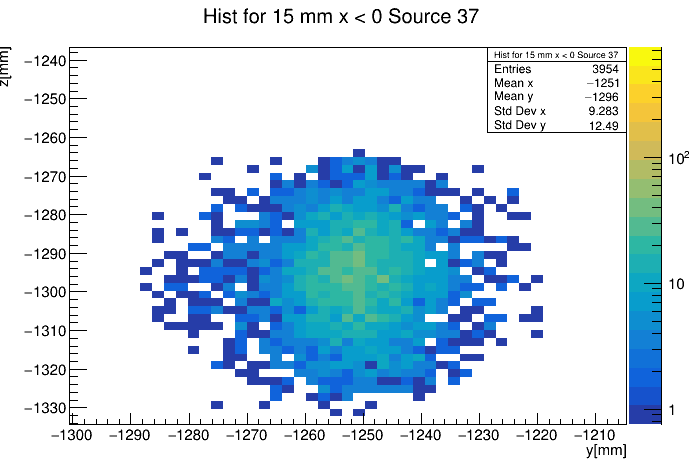 Hist for 15 mm x < 0 Source 37
z[mm]
Hist for 15 mm x < 0 Source 37
Entries 3954
Mean x −1251
Mean y −1296
Std Dev x 9.283
Std Dev y 12.49
−1240
−1250
−1260
−1270
−1280
−1290
−1300
−1310
−1320
−1330
10²
10
1
−1300 −1290 −1280 −1270 −1260 −1250 −1240 −1230 −1220 −1210
y[mm]